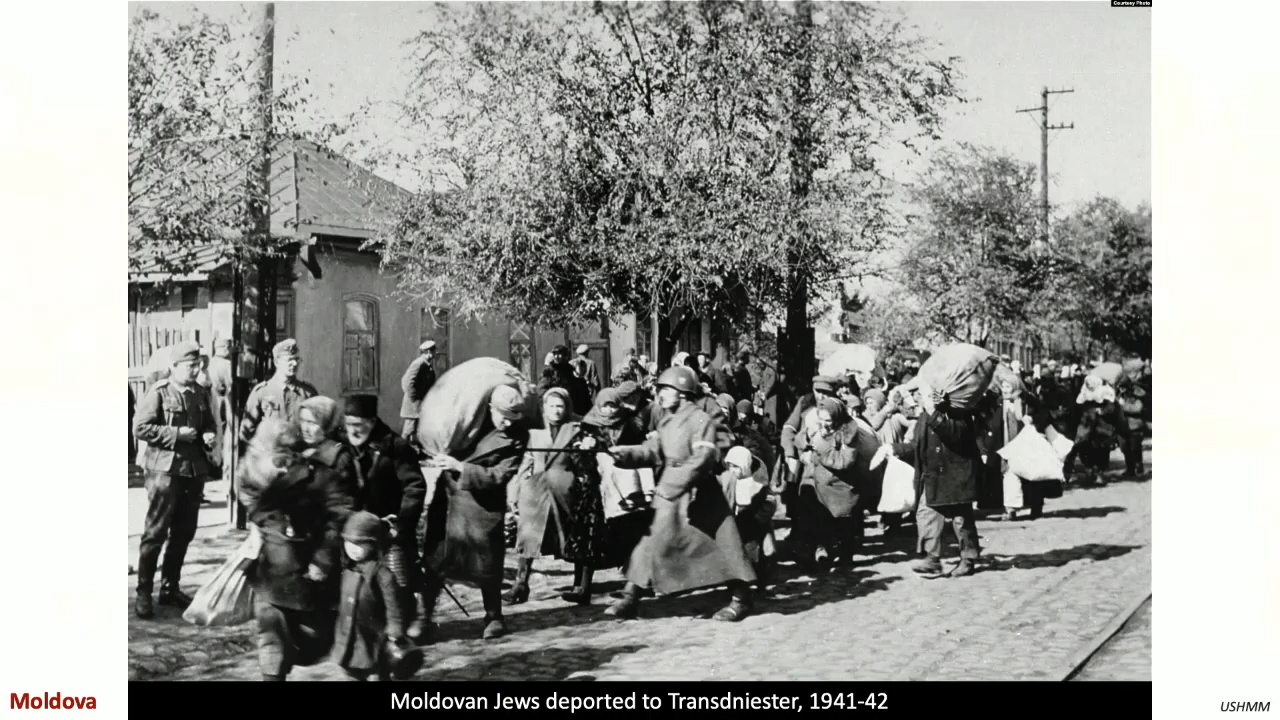 Courtesy Photo
Moldova
Moldovan Jews deported to Transdniester, 1941-42
USHMM